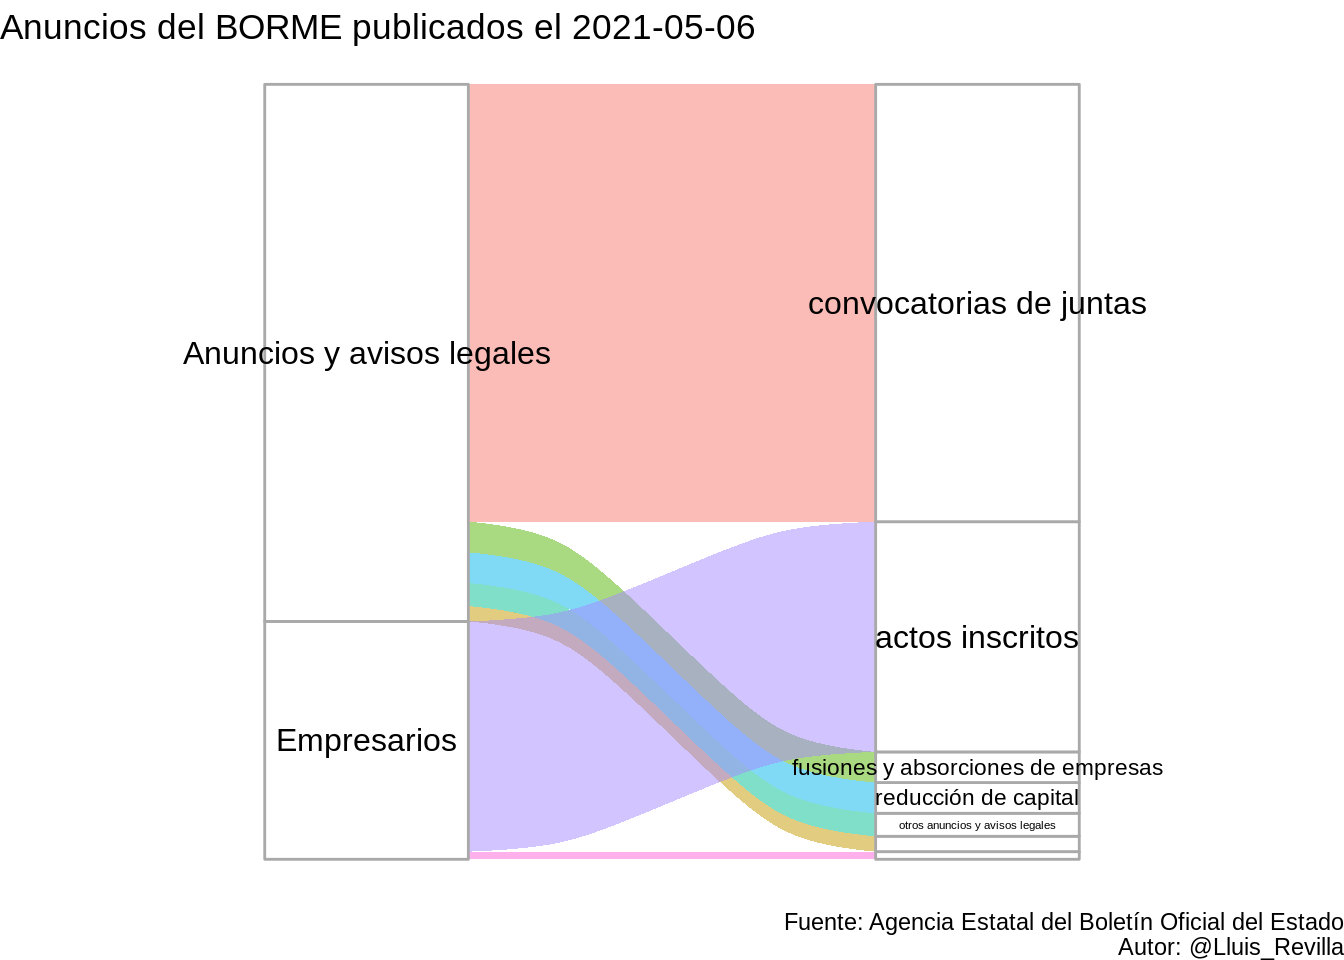 Anuncios del BORME publicados el 2021-05-06
convocatorias de juntas
Anuncios y avisos legales
actos inscritos
Empresarios
fusiones y absorciones de empresas
reducción de capital
otros anuncios y avisos legales
Fuente: Agencia Estatal del Boletín Oficial del Estado
Autor: @Lluis_Revilla